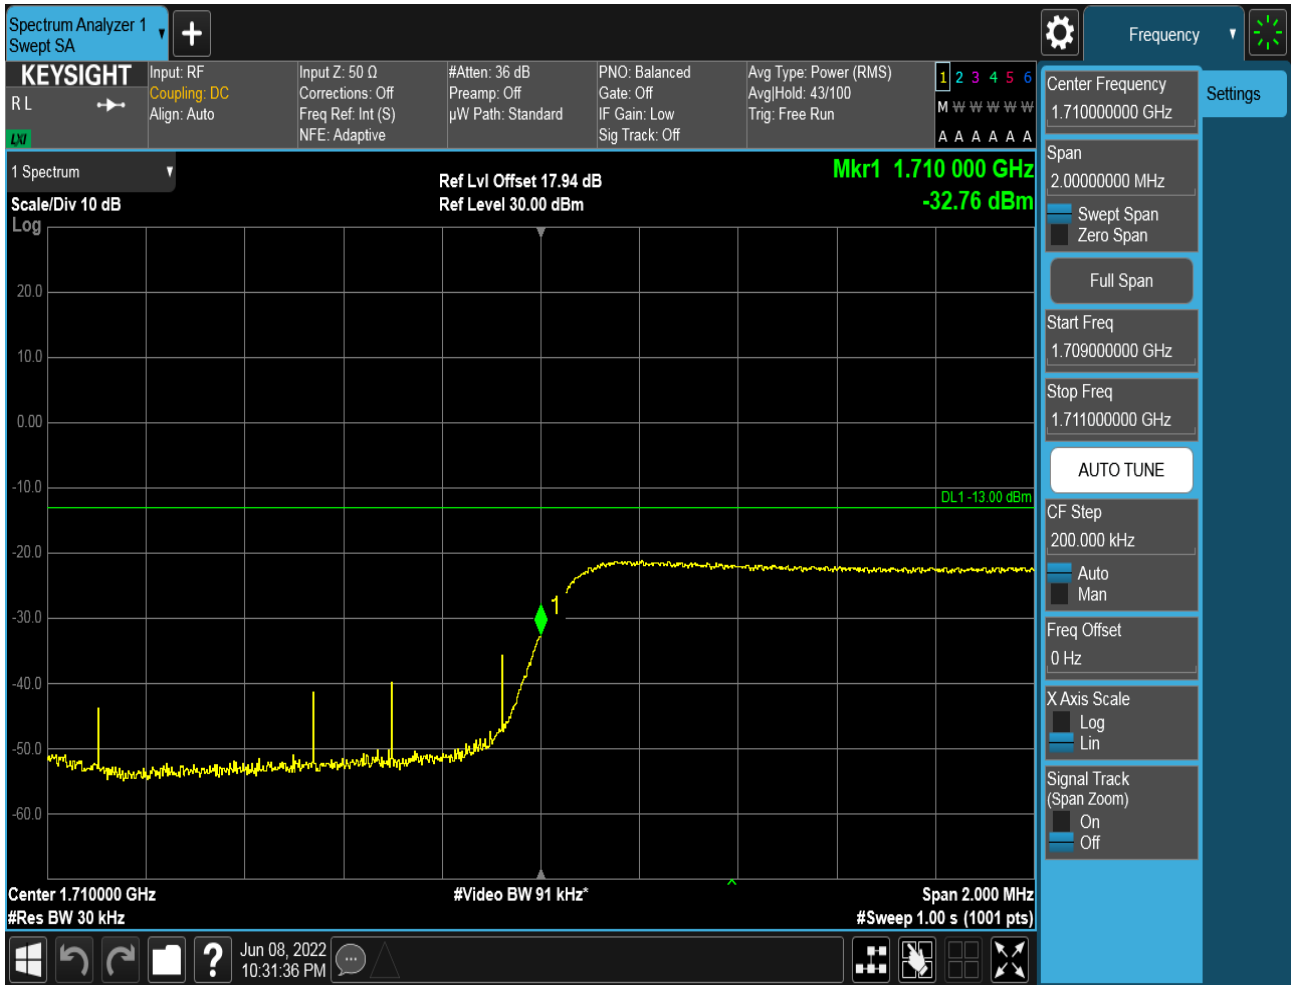 Spectrum Analyzer 1
Swept SA
Frequency
KEYSIGHT
R L
LXI
Input: RF
Coupling: DC
Align: Auto
Input Z: 50 Ω
Corrections: Off
Freq Ref: Int (S)
NFE: Adaptive
#Atten: 36 dB
Preamp: Off
µW Path: Standard
PNO: Balanced
Gate: Off
IF Gain: Low
Sig Track: Off
Avg Type: Power (RMS)
Avg|Hold: 43/100
Trig: Free Run
1 2 3 4 5 6
M W W W W W
A A A A A A
1 Spectrum
Scale/Div 10 dB
Log
Ref Lvl Offset 17.94 dB
Ref Level 30.00 dBm
Mkr1 1.710 000 GHz
-32.76 dBm
20.0
10.0
0.00
-10.0
-20.0
-30.0
-40.0
-50.0
-60.0
DL1 -13.00 dBm
1
Center 1.710000 GHz
#Res BW 30 kHz
#Video BW 91 kHz*
Span 2.000 MHz
#Sweep 1.00 s (1001 pts)
?
Jun 08, 2022
10:31:36 PM
Center Frequency
1.710000000 GHz
Settings
Span
2.00000000 MHz
Swept Span
Zero Span
Full Span
Start Freq
1.709000000 GHz
Stop Freq
1.711000000 GHz
AUTO TUNE
CF Step
200.000 kHz
Auto
Man
Freq Offset
0 Hz
X Axis Scale
Log
Lin
Signal Track
(Span Zoom)
On
Off